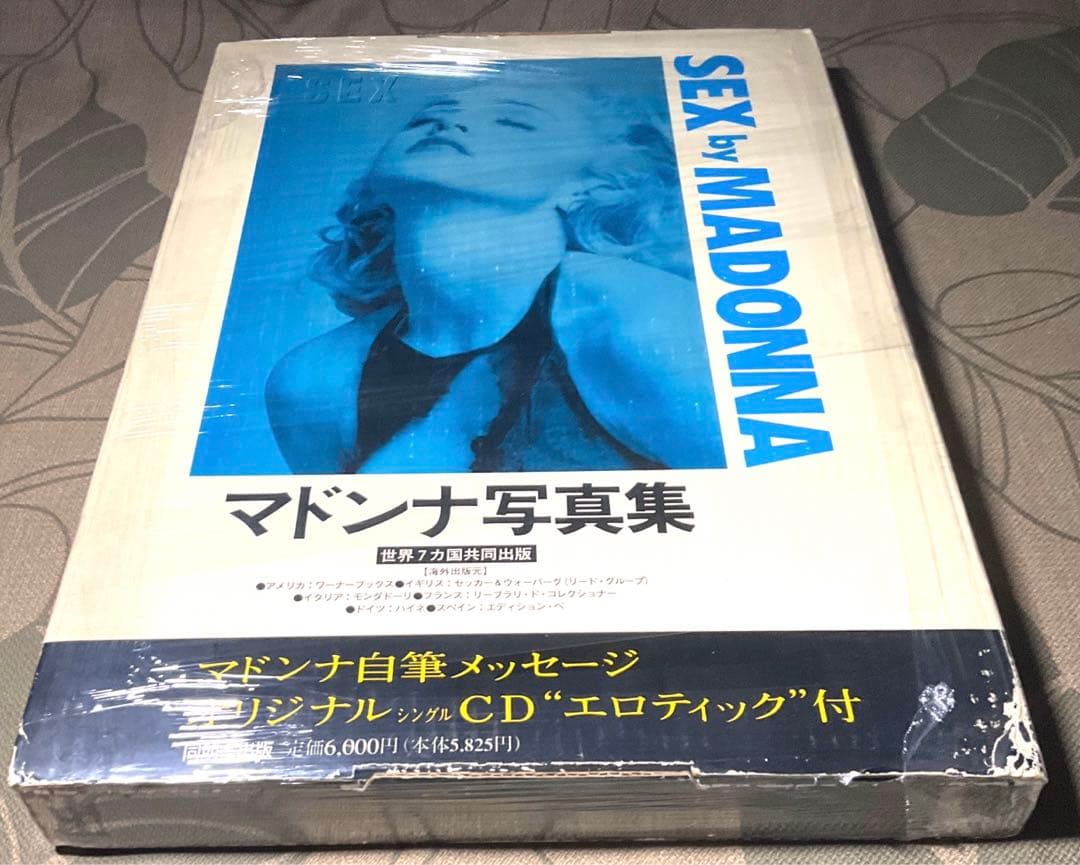 SEX
SEX by MADONNA
マドンナ写真集
世界7カ国共同出版
【海外出版元】
●アメリカ：ワーナーブックス●イギリス：セッカー＆ウォーバーグ（リード・グループ）
●イタリア：モングドーリ●フランス：リーブラリ・ド・コレクショナー
●ドイツ：ハイネ●スペイン：エディション・ベ
マドンナ自筆メッセージ
オリジナルシングルCD“エロティック”付
同朋舎出版 定価6,000円（本体5,825円）